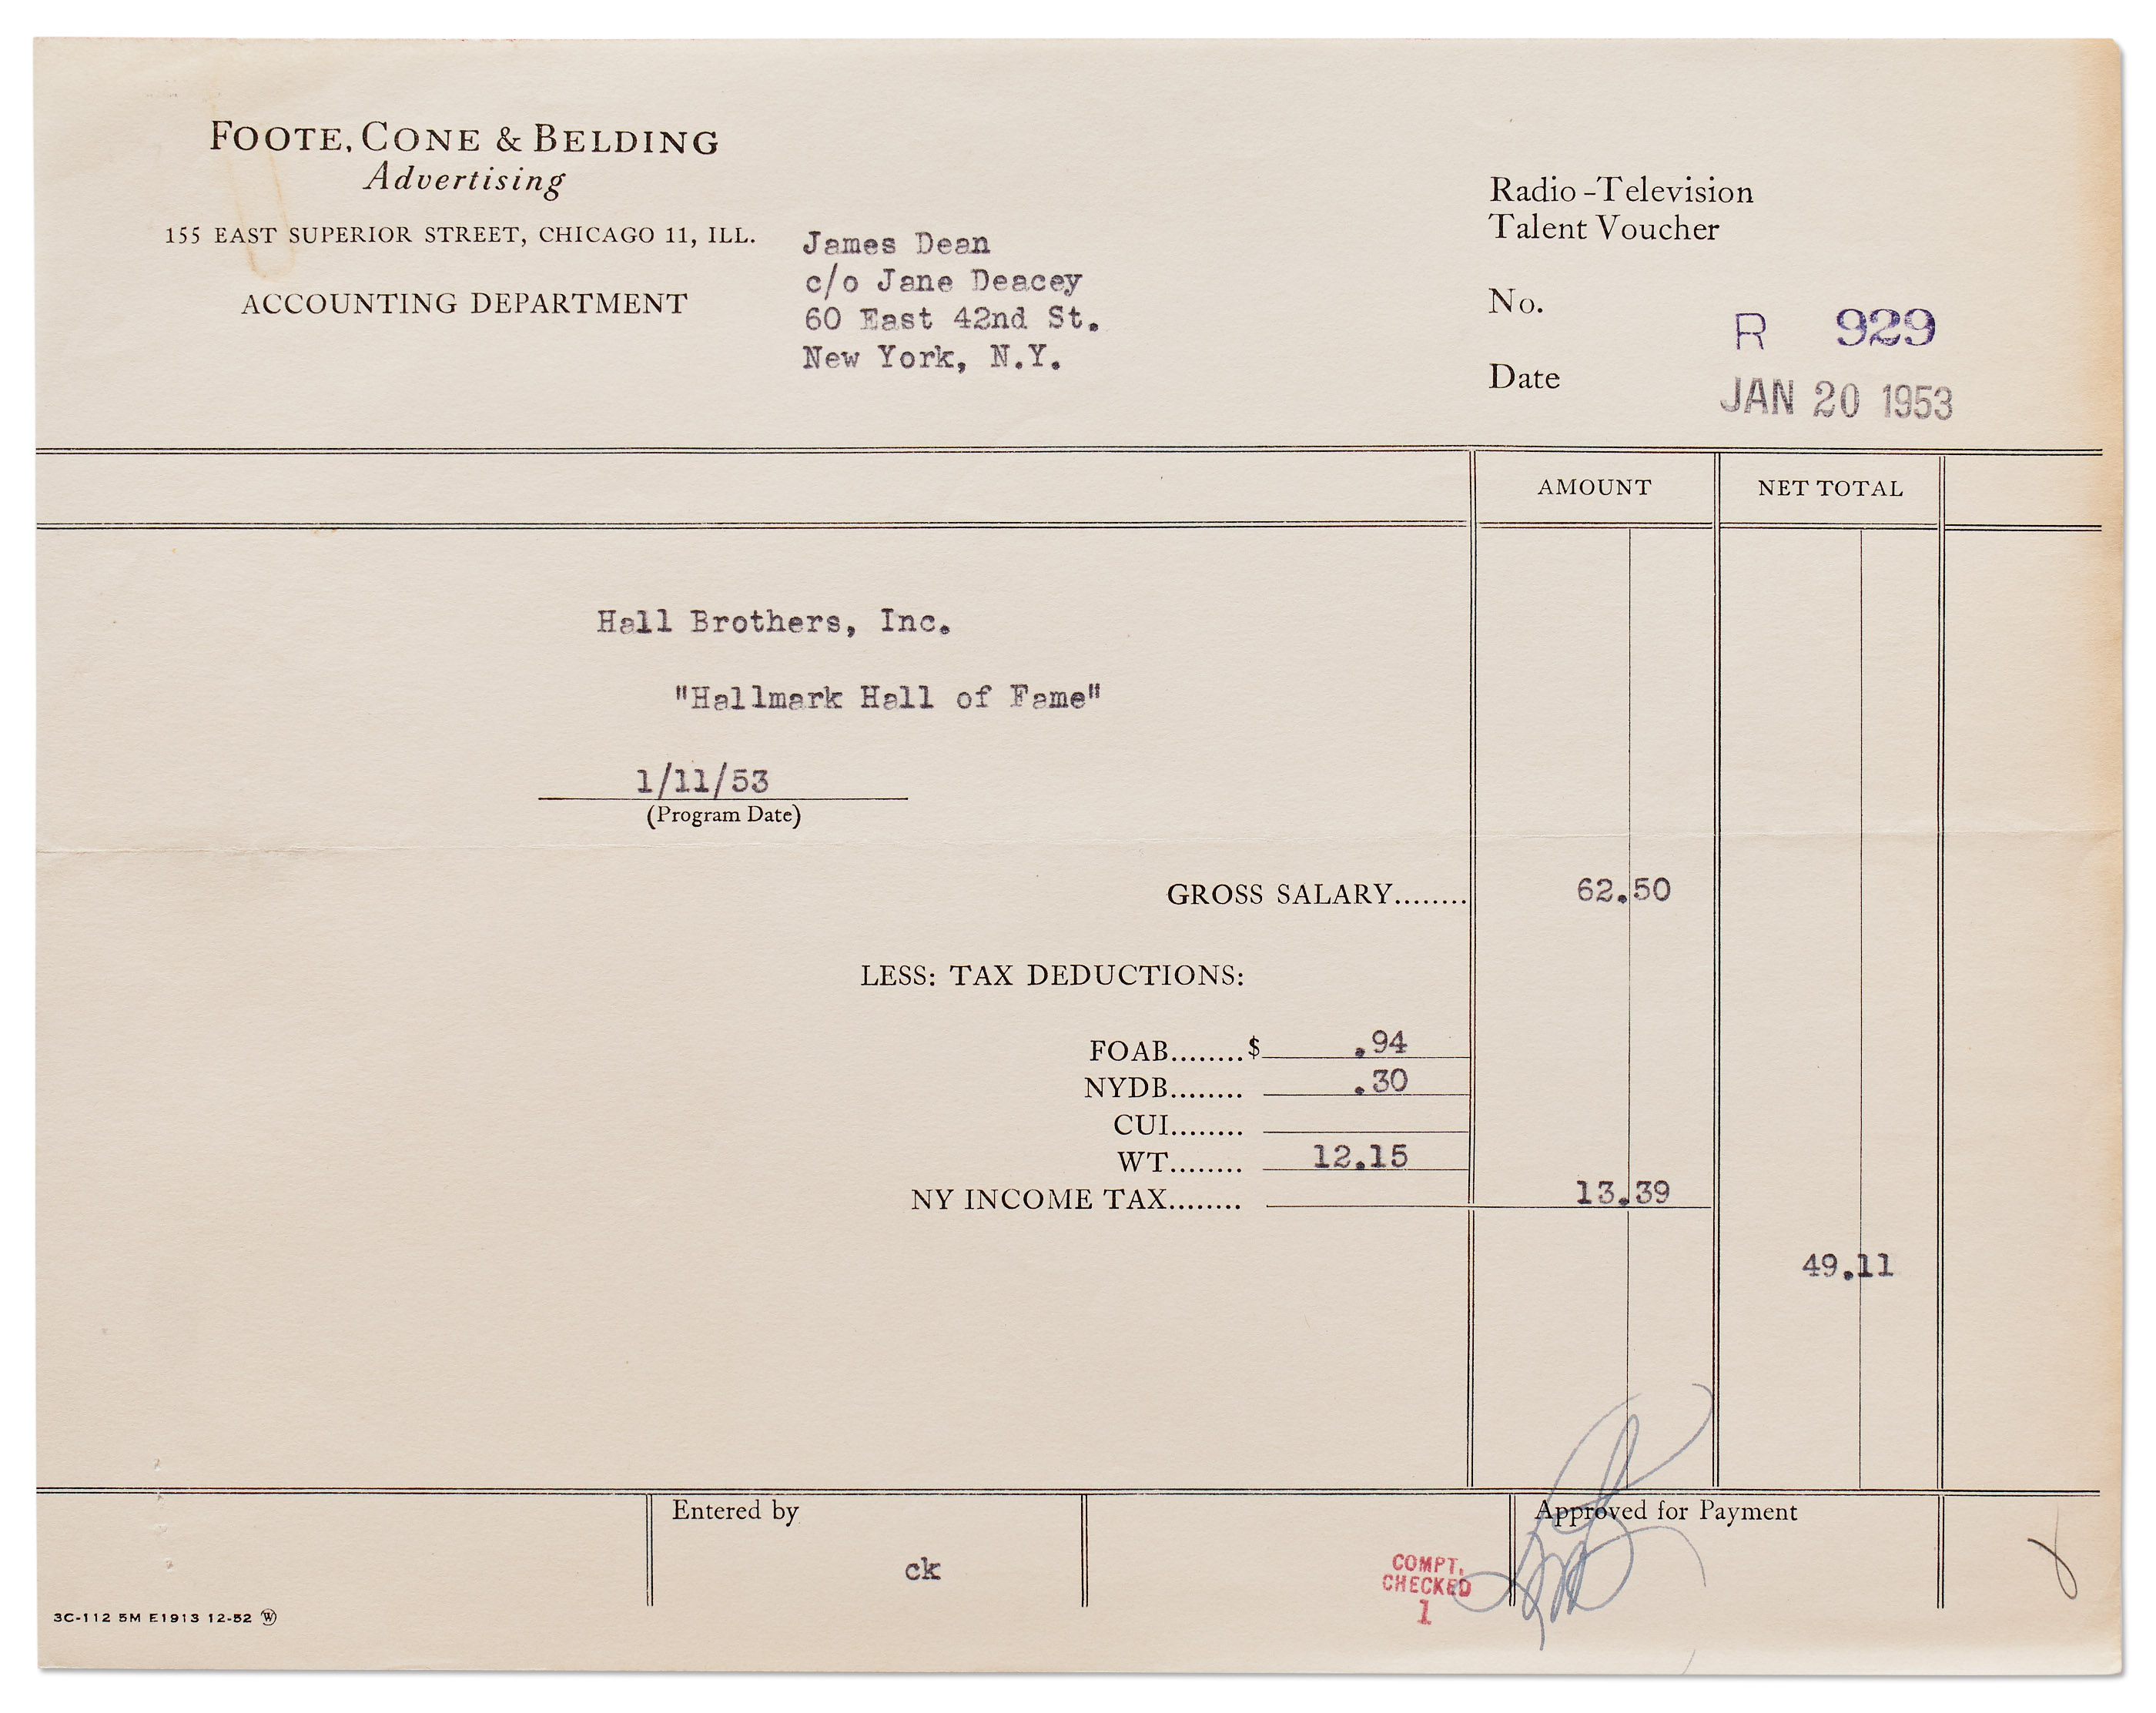 FOOTE, CONE & BELDING
Advertising
155 EAST SUPERIOR STREET, CHICAGO 11, ILL.
ACCOUNTING DEPARTMENT
James Dean
c/o Jane Deacey
60 East 42nd St.
New York, N.Y.
Radio-Television
Talent Voucher
No. R 929
Date JAN 20 1953
AMOUNT NET TOTAL
Hall Brothers, Inc.
"Hallmark Hall of Fame"
1/11/53
(Program Date)
GROSS SALARY........ 62.50
LESS: TAX DEDUCTIONS:
FOAB........$ .94
NYDB........ .30
CUI........
WT........ 12.15
NY INCOME TAX........ 13.39
49.11
Entered by
ck
COMPT.
CHECKED
1
Approved for Payment
3C-112 5M E1913 12-52 W